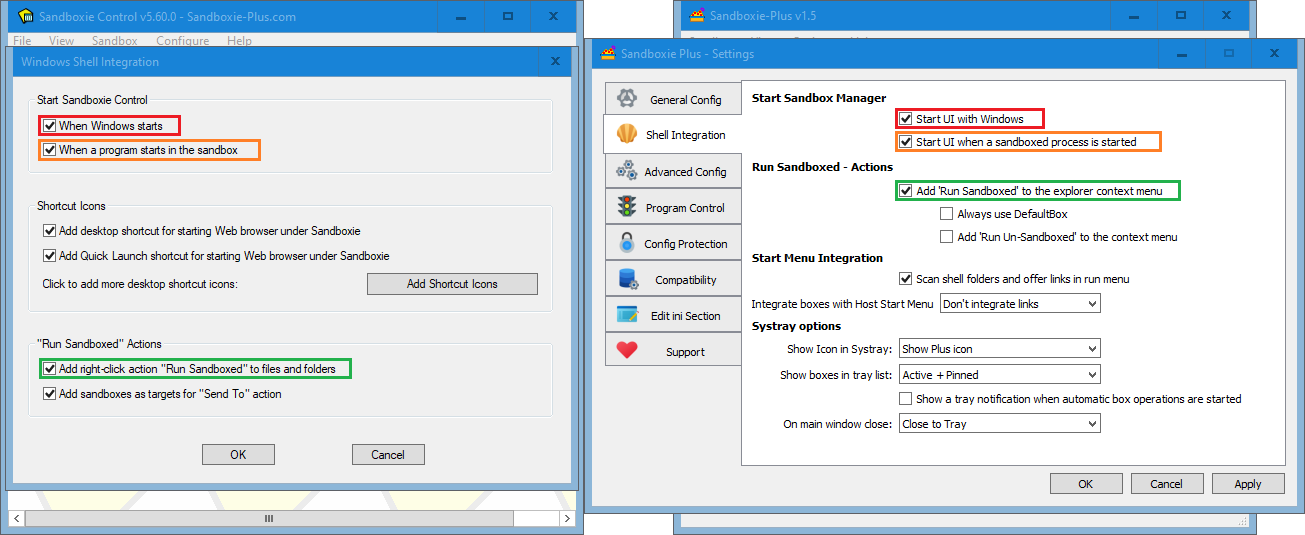 Sandboxie Control v5.60.0 - Sandboxie-Plus.com
File View Sandbox Configure Help
Windows Shell Integration
Start Sandboxie Control
When Windows starts
When a program starts in the sandbox
Shortcut Icons
Add desktop shortcut for starting Web browser under Sandboxie
Add Quick Launch shortcut for starting Web browser under Sandboxie
Click to add more desktop shortcut icons:
Add Shortcut Icons
"Run Sandboxed" Actions
Add right-click action "Run Sandboxed" to files and folders
Add sandboxes as targets for "Send To" action
OK
Cancel
Sandboxie-Plus v1.5
Sandboxie Plus - Settings
General Config
Shell Integration
Advanced Config
Program Control
Config Protection
Compatibility
Edit ini Section
Support
Start Sandbox Manager
Start UI with Windows
Start UI when a sandboxed process is started
Run Sandboxed - Actions
Add 'Run Sandboxed' to the explorer context menu
Always use DefaultBox
Add 'Run Un-Sandboxed' to the context menu
Start Menu Integration
Scan shell folders and offer links in run menu
Integrate boxes with Host Start Menu
Don't integrate links
Systray options
Show Icon in Systray:
Show Plus icon
Show boxes in tray list:
Active + Pinned
Show a tray notification when automatic box operations are started
On main window close:
Close to Tray
OK
Cancel
Apply